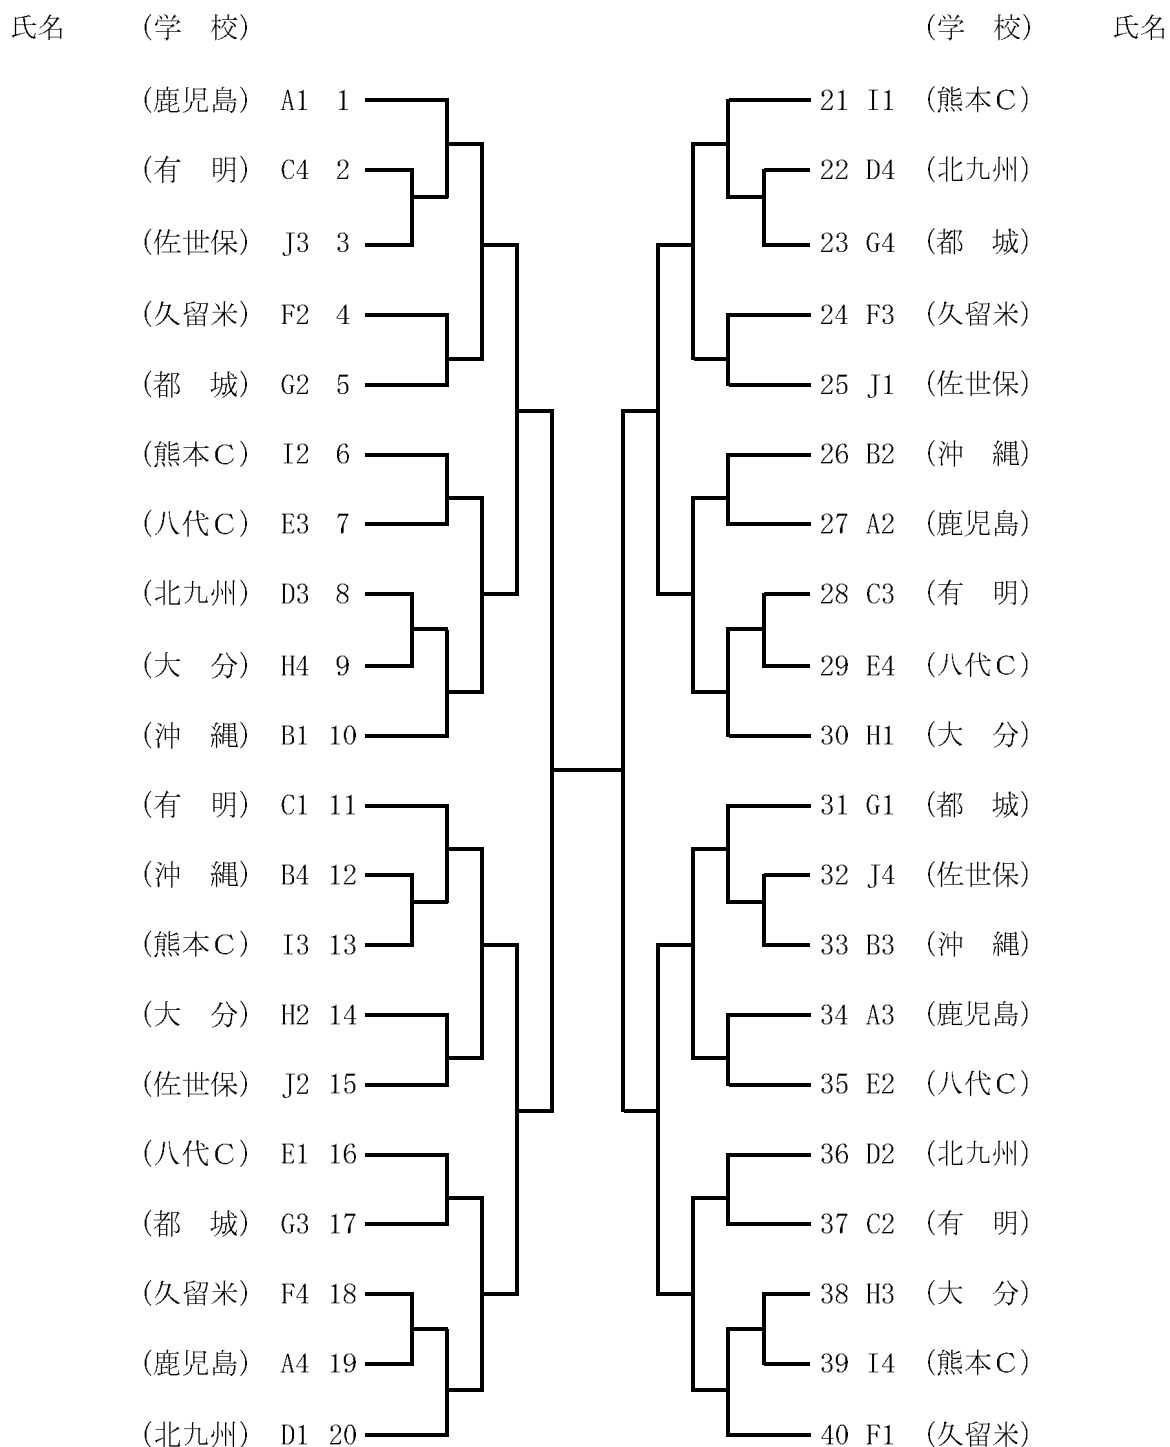 氏名 (学 校) (学 校) 氏名
(鹿児島) A1 1 21 I1 (熊本C)
(有 明) C4 2 22 D4 (北九州)
(佐世保) J3 3 23 G4 (都 城)
(久留米) F2 4 24 F3 (久留米)
(都 城) G2 5 25 J1 (佐世保)
(熊本C) I2 6 26 B2 (沖 縄)
(八代C) E3 7 27 A2 (鹿児島)
(北九州) D3 8 28 C3 (有 明)
(大 分) H4 9 29 E4 (八代C)
(沖 縄) B1 10 30 H1 (大 分)
(有 明) C1 11 31 G1 (都 城)
(沖 縄) B4 12 32 J4 (佐世保)
(熊本C) I3 13 33 B3 (沖 縄)
(大 分) H2 14 34 A3 (鹿児島)
(佐世保) J2 15 35 E2 (八代C)
(八代C) E1 16 36 D2 (北九州)
(都 城) G3 17 37 C2 (有 明)
(久留米) F4 18 38 H3 (大 分)
(鹿児島) A4 19 39 I4 (熊本C)
(北九州) D1 20 40 F1 (久留米)